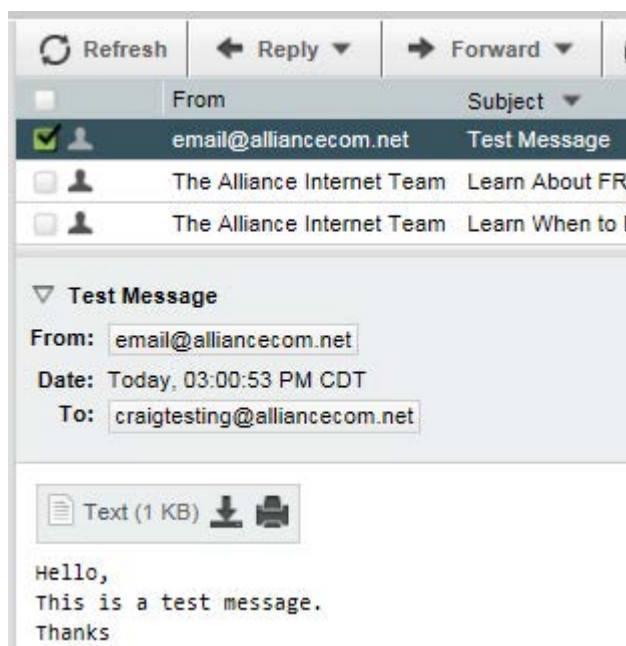 Refresh Reply Forward
From Subject
email@alliancecom.net Test Message
The Alliance Internet Team Learn About FR
The Alliance Internet Team Learn When to
Test Message
From: email@alliancecom.net
Date: Today, 03:00:53 PM CDT
To: craigtesting@alliancecom.net
Text (1 KB)
Hello,
This is a test message.
Thanks